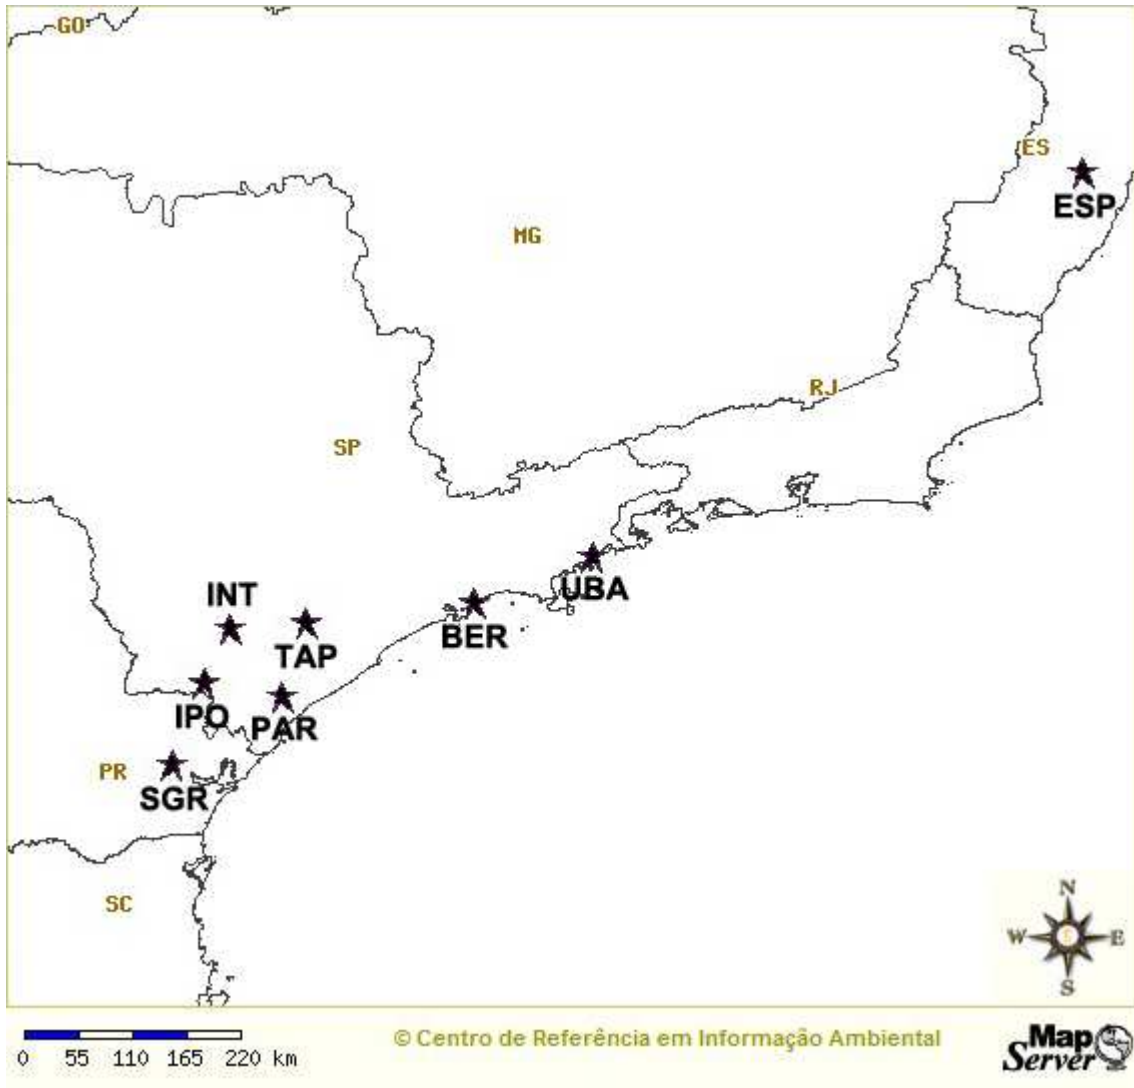 GO
ES
ESP
MG
RJ
SP
UBA
INT
BER
TAP
IPO
PAR
PR
SGR
SC
N
W E
S
0 55 110 165 220 km
© Centro de Referência em Informação Ambiental
Map
Server